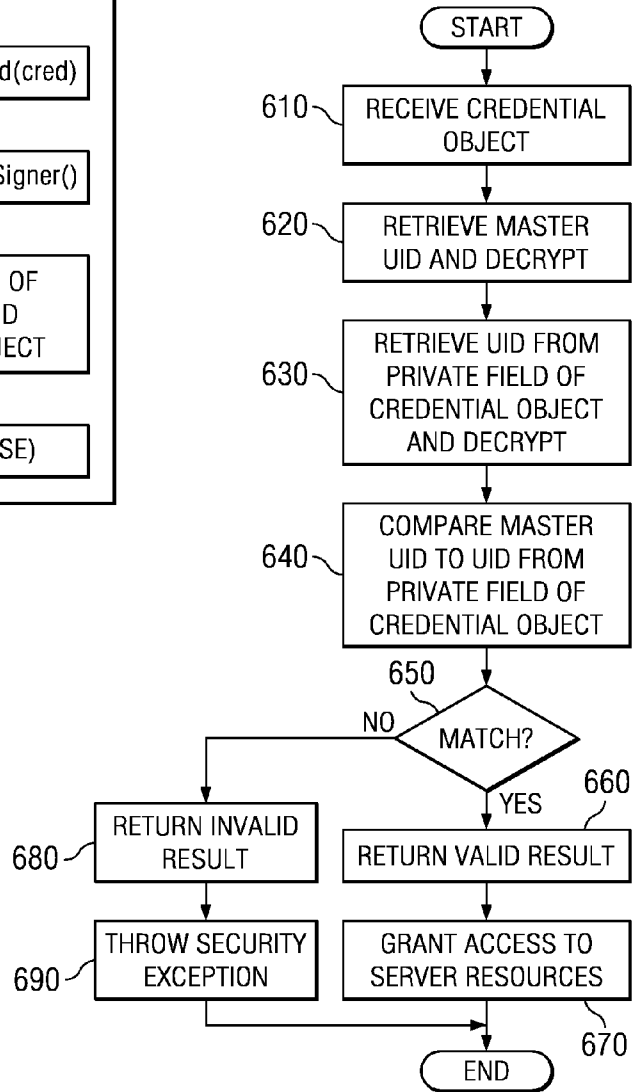 d(cred)
Signer()
OF
D
JECT
SE)
START
610
RECEIVE CREDENTIAL
OBJECT
620
RETRIEVE MASTER
UID AND DECRYPT
630
RETRIEVE UID FROM
PRIVATE FIELD OF
CREDENTIAL OBJECT
AND DECRYPT
640
COMPARE MASTER
UID TO UID FROM
PRIVATE FIELD OF
CREDENTIAL OBJECT
650
MATCH?
NO
YES
660
RETURN VALID RESULT
680
RETURN INVALID
RESULT
690
THROW SECURITY
EXCEPTION
GRANT ACCESS TO
SERVER RESOURCES
670
END